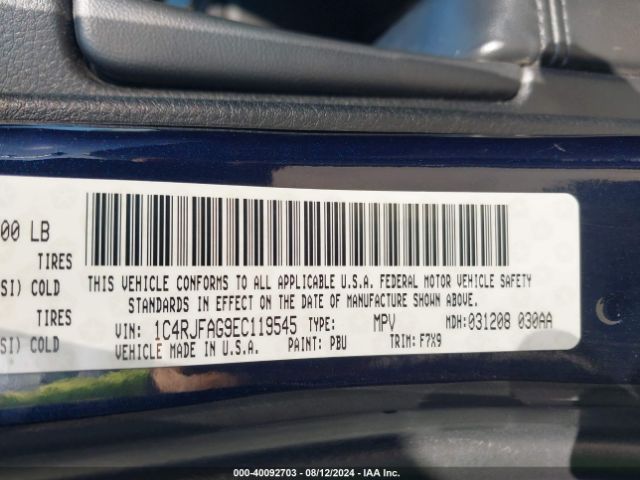 00 LB
TIRES
SI) COLD
TIRES
SI) COLD
THIS VEHICLE CONFORMS TO ALL APPLICABLE U.S.A. FEDERAL MOTOR VEHICLE SAFETY
STANDARDS IN EFFECT ON THE DATE OF MANUFACTURE SHOWN ABOVE.
VIN: 1C4RJFAG9EC119545 TYPE: MPV MDH:031208 030AA
VEHICLE MADE IN U.S.A. PAINT: PBU TRIM: F7X9
000-40092703 - 08/12/2024 - IAA Inc.